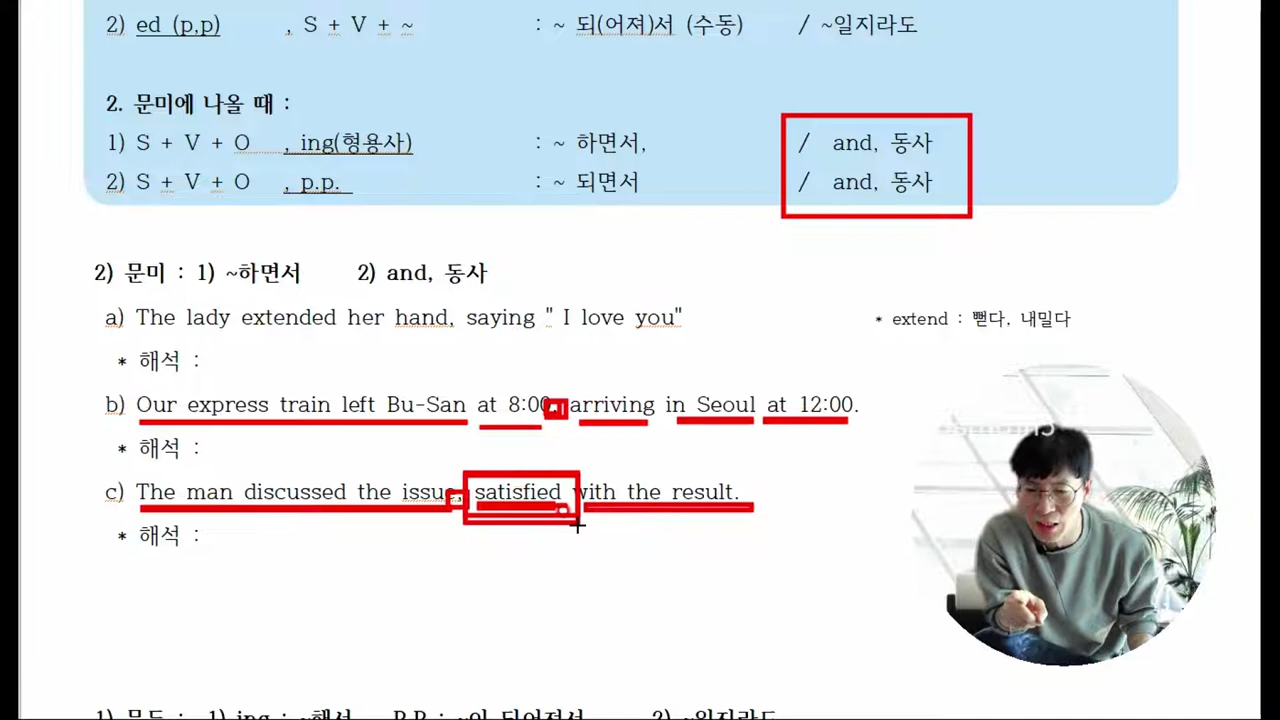 2) ed (p,p) , S + V + ~ : ~ 되(어져)서 (수동) / ~일지라도
2. 문미에 나올 때 :
1) S + V + O , ing(형용사) : ~ 하면서, / and, 동사
2) S + V + O , p.p. : ~ 되면서 / and, 동사
2) 문미 : 1) ~하면서 2) and, 동사
a) The lady extended her hand, saying " I love you" * extend : 뻗다, 내밀다
* 해석 :
b) Our express train left Bu-San at 8:00, arriving in Seoul at 12:00.
* 해석 :
c) The man discussed the issue, satisfied with the result.
* 해석 :